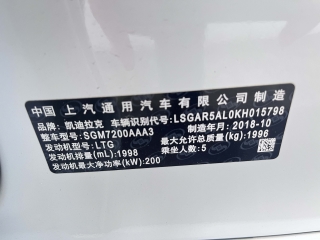 中国 上汽通用汽车有限公司制造
品牌:凯迪拉克 车辆识别代号:LSGAR5AL0KH015798
整车型号:SGM7200AAA3 制造年月:2018-10
发动机型号:LTG 最大允许总质量(kg):1996
发动机排量(mL):1998 乘坐人数:5
发动机最大净功率(kW):200